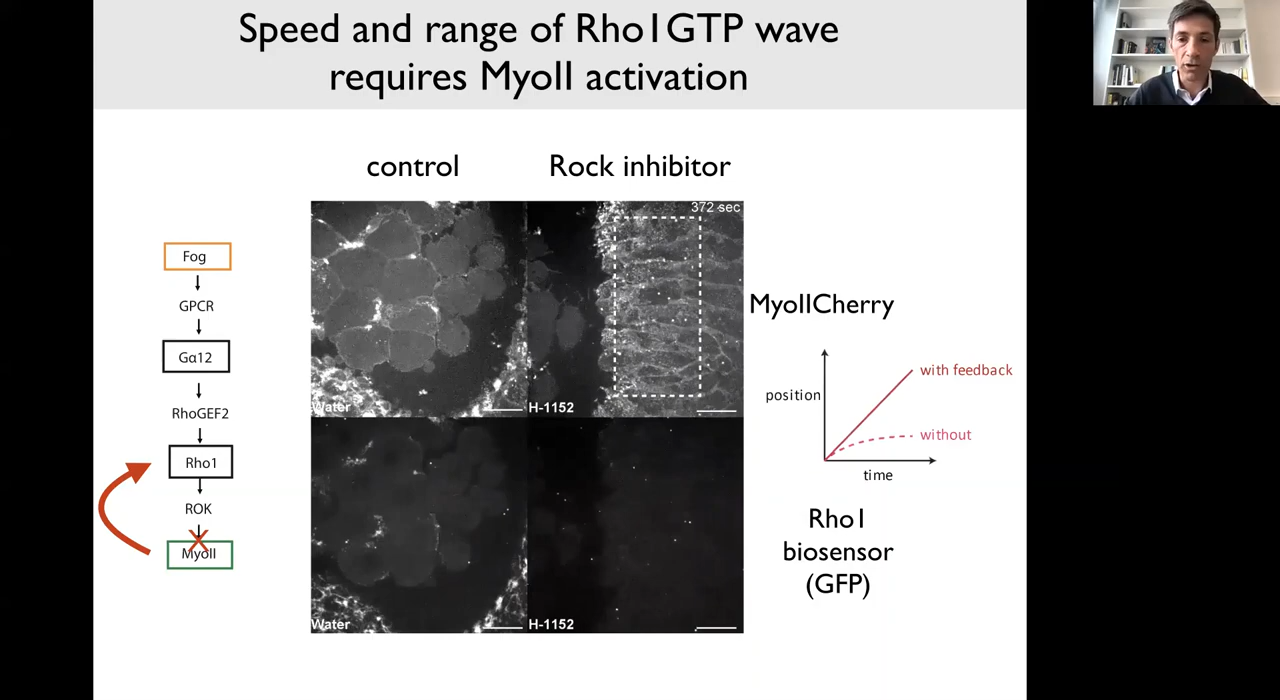 Speed and range of Rho1GTP wave
requires MyoII activation
control
Rock inhibitor
372 sec
Fog
GPCR
Gα12
RhoGEF2
Rho1
ROK
MyoII
Water
H-1152
Water
H-1152
MyoIICherry
position
with feedback
without
time
Rho1
biosensor
(GFP)